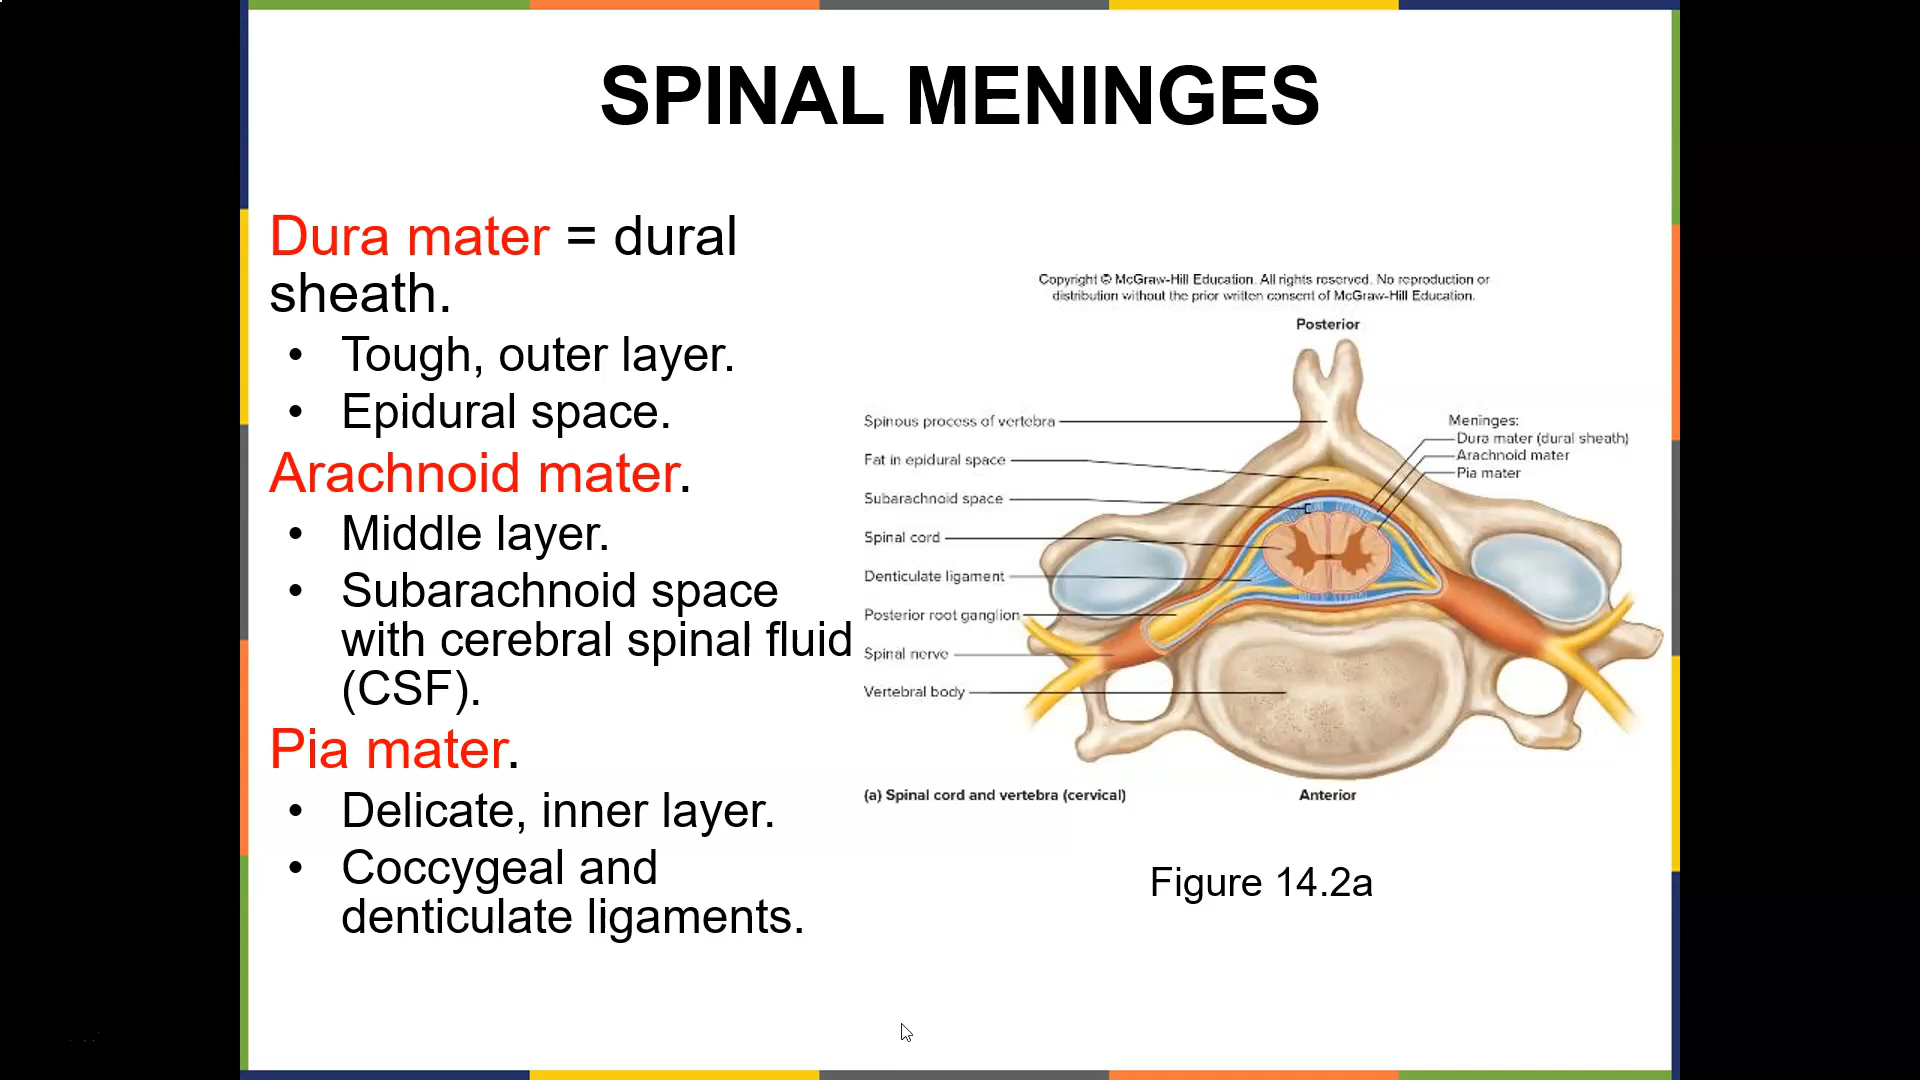 SPINAL MENINGES
Dura mater = dural
sheath.
• Tough, outer layer.
• Epidural space.
Arachnoid mater.
• Middle layer.
• Subarachnoid space
with cerebral spinal fluid
(CSF).
Pia mater.
• Delicate, inner layer.
• Coccygeal and
denticulate ligaments.
Copyright © McGraw-Hill Education. All rights reserved. No reproduction or
distribution without the prior written consent of McGraw-Hill Education.
Posterior
Spinous process of vertebra
Fat in epidural space
Subarachnoid space
Spinal cord
Denticulate ligament
Posterior root ganglion
Spinal nerve
Vertebral body
Meninges:
Dura mater (dural sheath)
Arachnoid mater
Pia mater
(a) Spinal cord and vertebra (cervical)
Anterior
Figure 14.2a